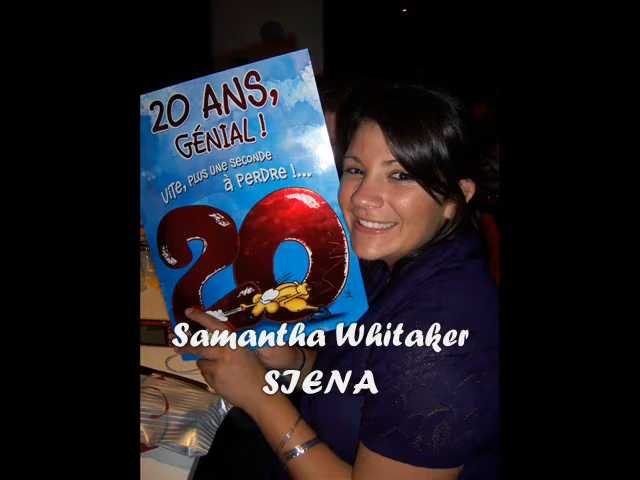 20 ANS,
GÉNIAL !
VITE, PLUS UNE SECONDE
À PERDRE !...
20
Samantha Whitaker
SIENA